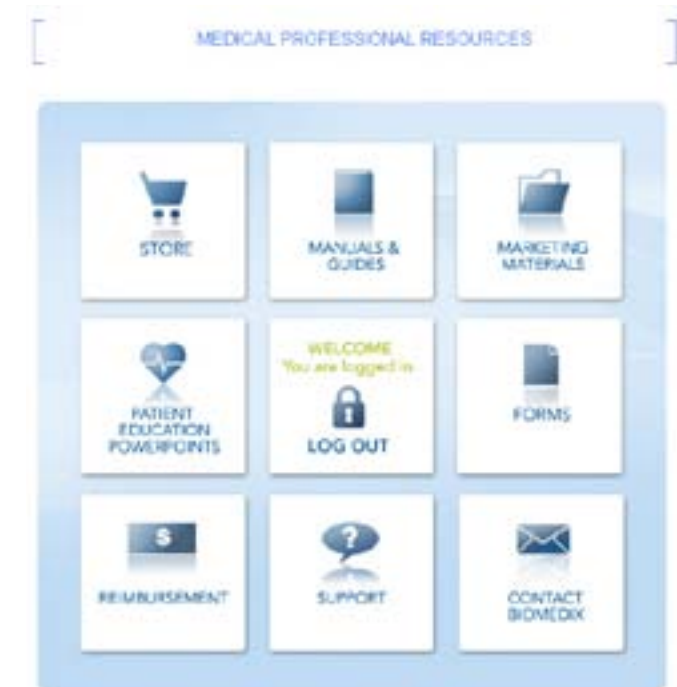 MEDICAL PROFESSIONAL RESOURCES
STORE
MANUALS &
GUIDES
MARKETING
MATERIALS
PATIENT
EDUCATION
POWERPOINTS
WELCOME
You are logged in
LOG OUT
FORMS
$
REIMBURSEMENT
?
SUPPORT
CONTACT
BIOMEDIX